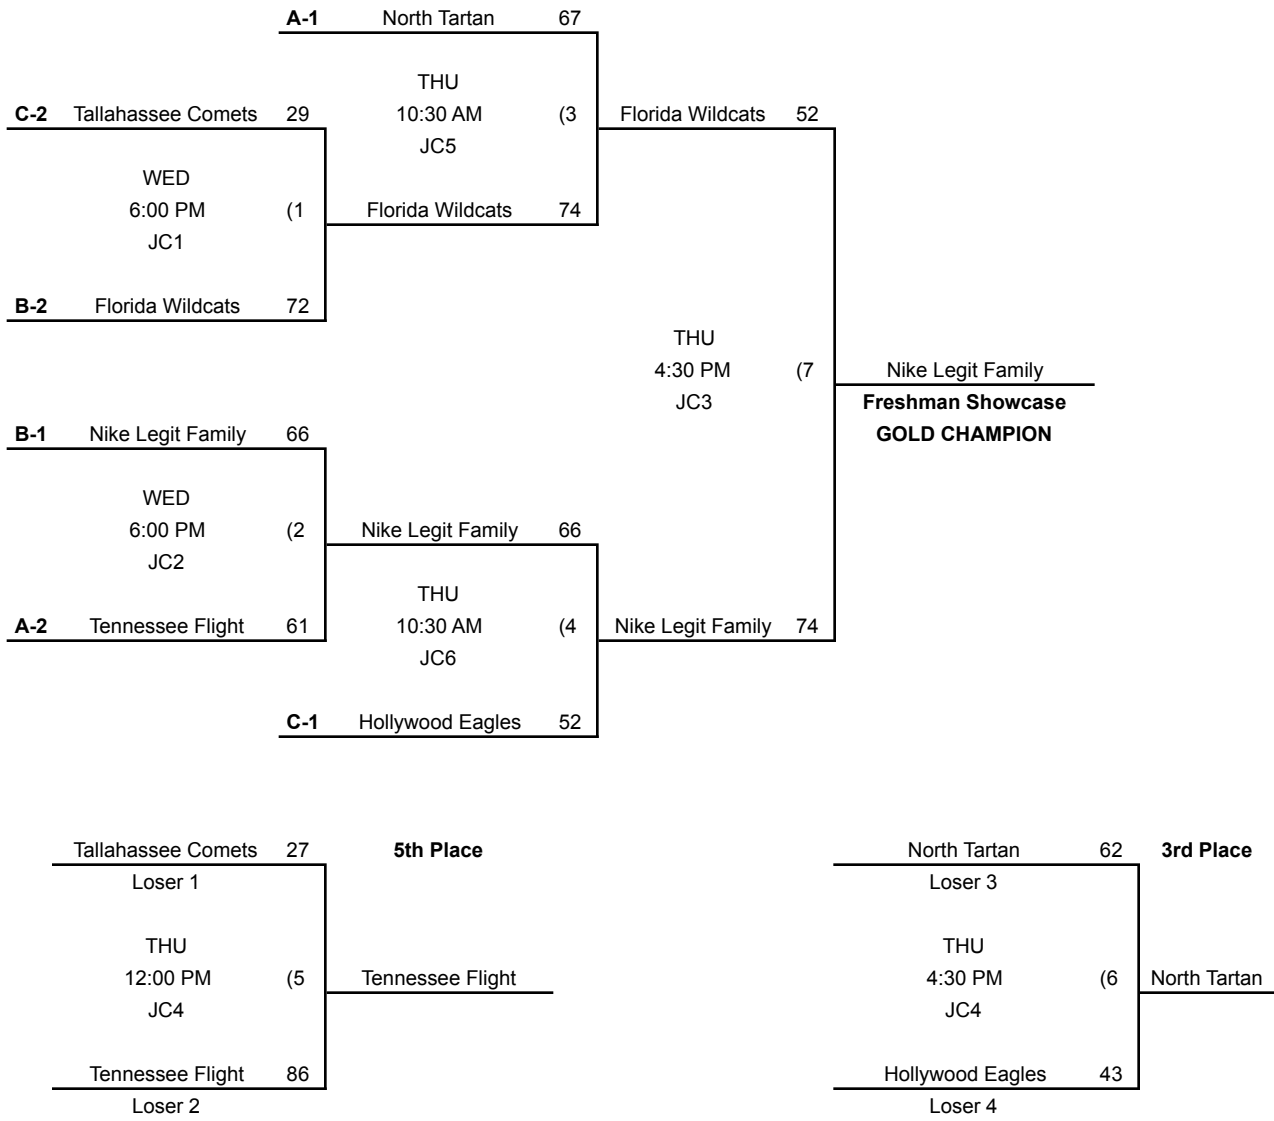 A-1 North Tartan 67
THU
C-2 Tallahassee Comets 29 10:30 AM (3 Florida Wildcats 52
JC5
WED
6:00 PM (1 Florida Wildcats 74
JC1
B-2 Florida Wildcats 72
THU
4:30 PM (7 Nike Legit Family
JC3 Freshman Showcase
B-1 Nike Legit Family 66 GOLD CHAMPION
WED
6:00 PM (2 Nike Legit Family 66
JC2
THU
A-2 Tennessee Flight 61 10:30 AM (4 Nike Legit Family 74
JC6
C-1 Hollywood Eagles 52
Tallahassee Comets 27 5th Place North Tartan 62 3rd Place
Loser 1 Loser 3
THU THU
12:00 PM (5 Tennessee Flight 4:30 PM (6 North Tartan
JC4 JC4
Tennessee Flight 86 Hollywood Eagles 43
Loser 2 Loser 4